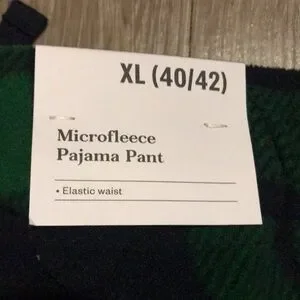 XL (40/42)
Microfleece
Pajama Pant
• Elastic waist